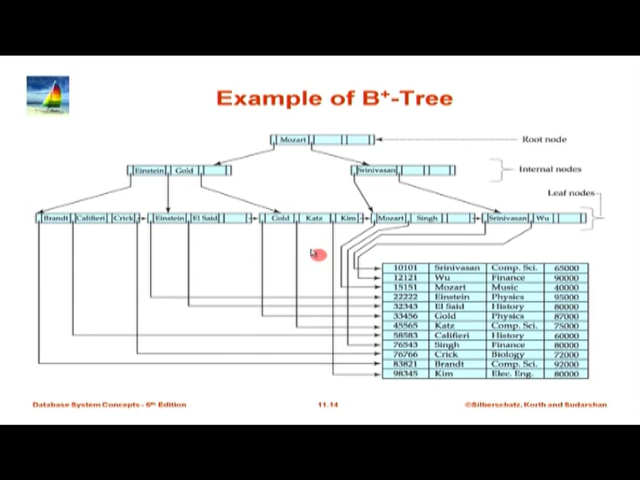 Example of B+-Tree
Mozart
Root node
Einstein Gold
Srinivasan
Internal nodes
Leaf nodes
Brandt Califieri Crick Einstein El Said Gold Katz Kim Mozart Singh Srinivasan Wu
10101 Srinivasan Comp. Sci. 65000
12121 Wu Finance 90000
15151 Mozart Music 40000
22222 Einstein Physics 95000
32343 El Said History 80000
33456 Gold Physics 87000
45565 Katz Comp. Sci. 75000
58583 Califieri History 60000
76543 Singh Finance 80000
76766 Crick Biology 72000
83821 Brandt Comp. Sci. 92000
98345 Kim Elec. Eng. 80000
Database System Concepts - 6th Edition
11.14
©Silberschatz, Korth and Sudarshan